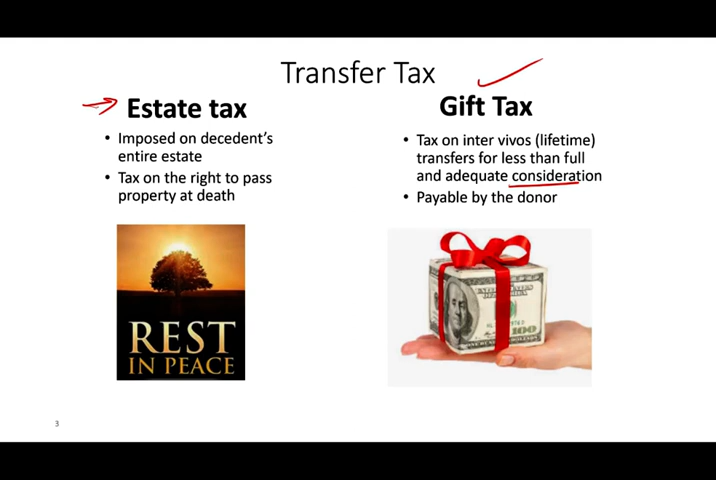 Transfer Tax
Estate tax
• Imposed on decedent's
entire estate
• Tax on the right to pass
property at death
REST
IN PEACE
Gift Tax
• Tax on inter vivos (lifetime)
transfers for less than full
and adequate consideration
• Payable by the donor
100
3